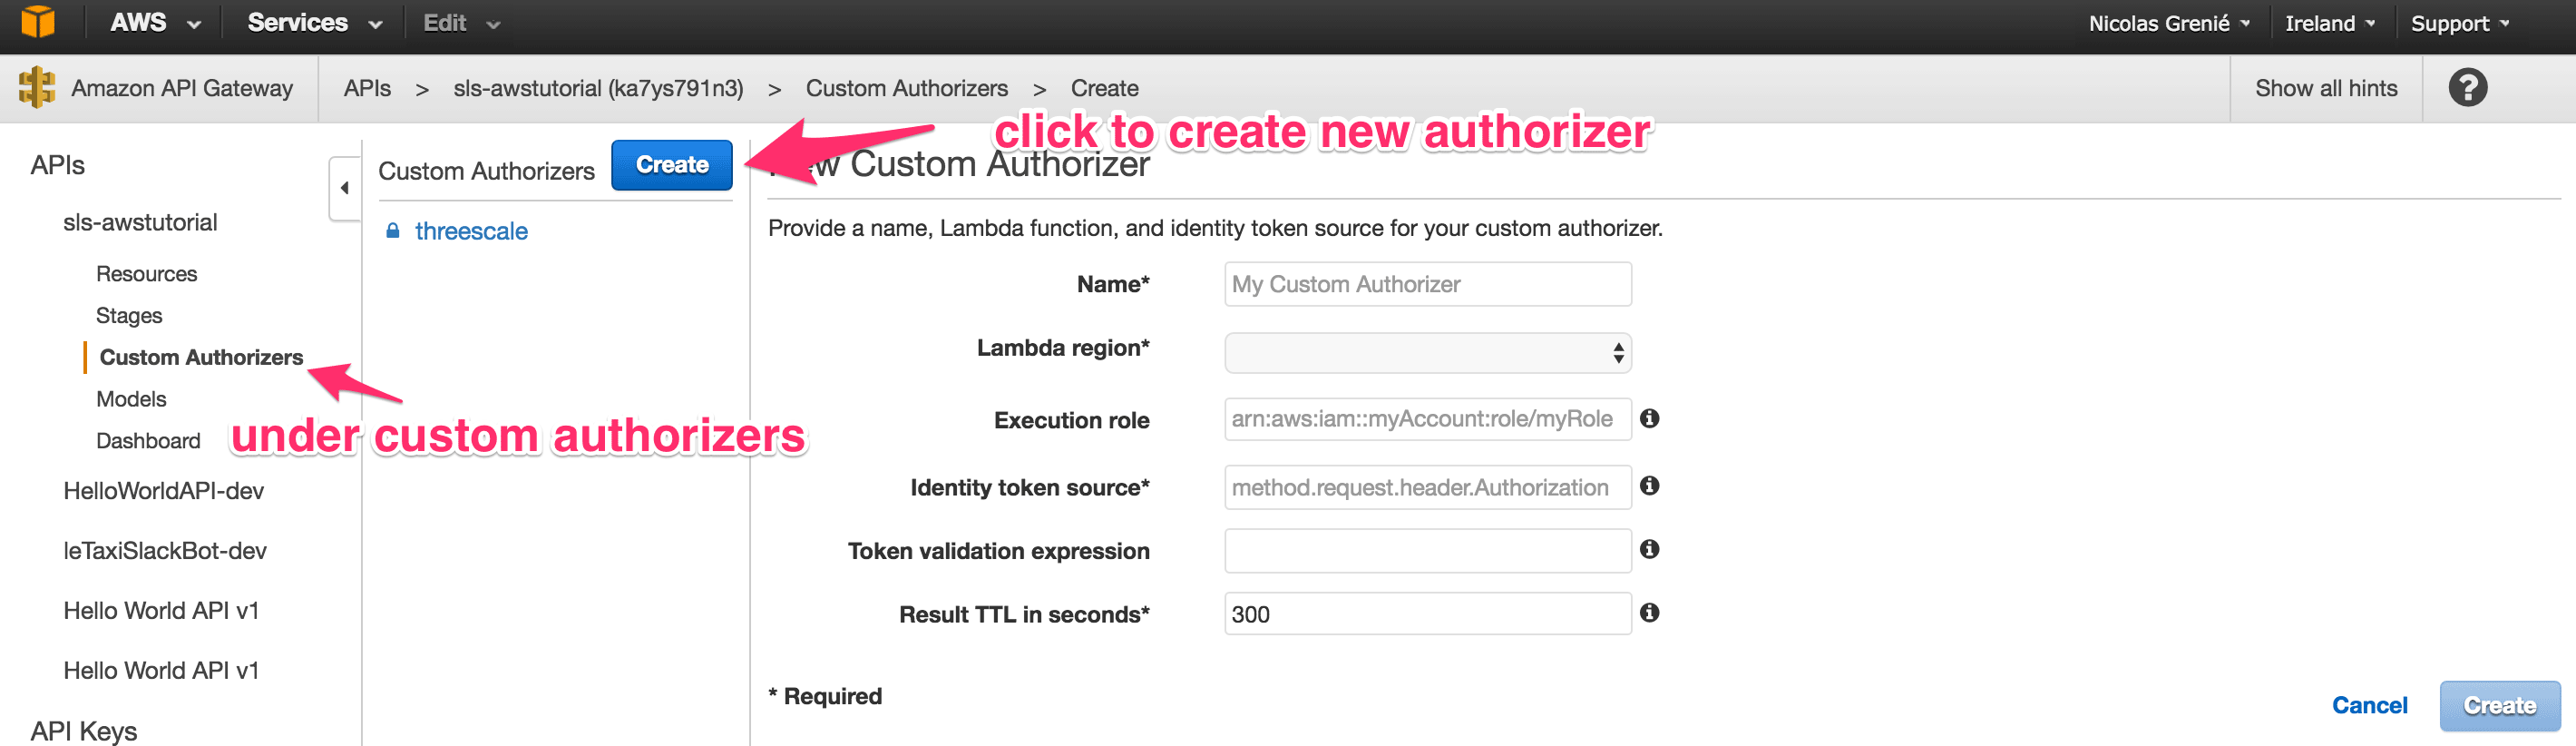 AWS Services Edit Nicolas Grenié Ireland Support
Amazon API Gateway APIs > sls-awstutorial (ka7ys791n3) > Custom Authorizers > Create Show all hints ?
click to create new authorizer
APIs
Custom Authorizers Create
Custom Authorizer
sls-awstutorial
threescale
Provide a name, Lambda function, and identity token source for your custom authorizer.
Resources
Stages
Custom Authorizers
Models
Dashboard
under custom authorizers
HelloWorldAPI-dev
leTaxiSlackBot-dev
Hello World API v1
Hello World API v1
API Keys
Name* My Custom Authorizer
Lambda region*
Execution role arn:aws:iam::myAccount:role/myRole
Identity token source* method.request.header.Authorization
Token validation expression
Result TTL in seconds* 300
* Required
Cancel Create